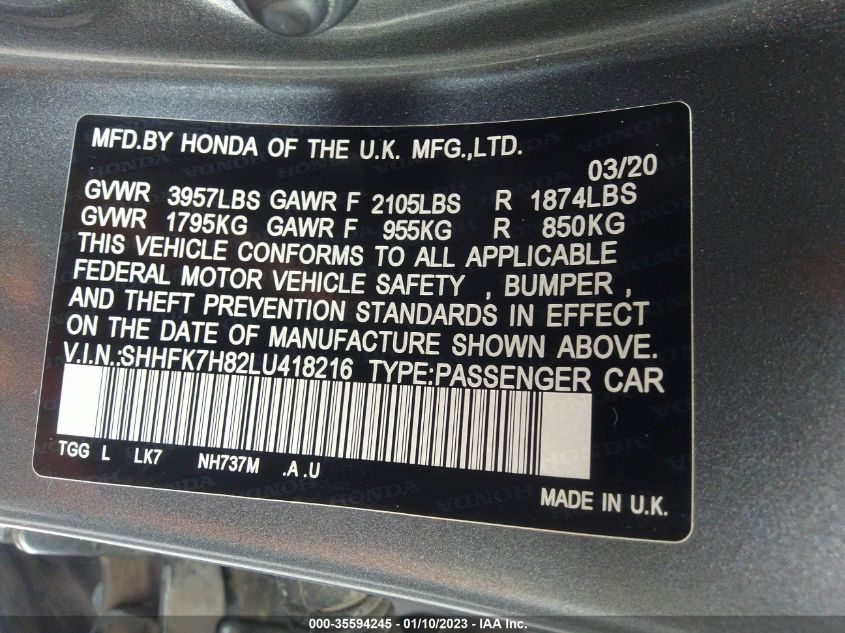 MFD.BY HONDA OF THE U.K. MFG.,LTD.
03/20
GVWR 3957LBS GAWR F 2105LBS R 1874LBS
GVWR 1795KG GAWR F 955KG R 850KG
THIS VEHICLE CONFORMS TO ALL APPLICABLE
FEDERAL MOTOR VEHICLE SAFETY , BUMPER ,
AND THEFT PREVENTION STANDARDS IN EFFECT
ON THE DATE OF MANUFACTURE SHOWN ABOVE.
V.I.N.:SHHFK7H82LU418216 TYPE:PASSENGER CAR
TGG L LK7 NH737M .A .U
MADE IN U.K.
000-35594245 — 01/10/2023 — IAA Inc.